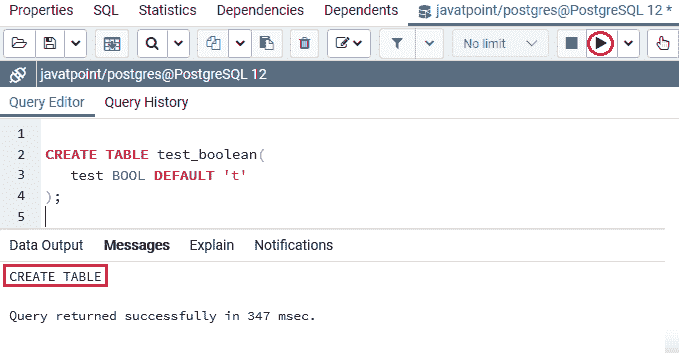 Properties SQL Statistics Dependencies Dependents javatpoint/postgres@PostgreSQL 12 *
No limit
javatpoint/postgres@PostgreSQL 12
Query Editor Query History
1
2 CREATE TABLE test_boolean(
3 test BOOL DEFAULT 't'
4 );
5
Data Output Messages Explain Notifications
CREATE TABLE
Query returned successfully in 347 msec.